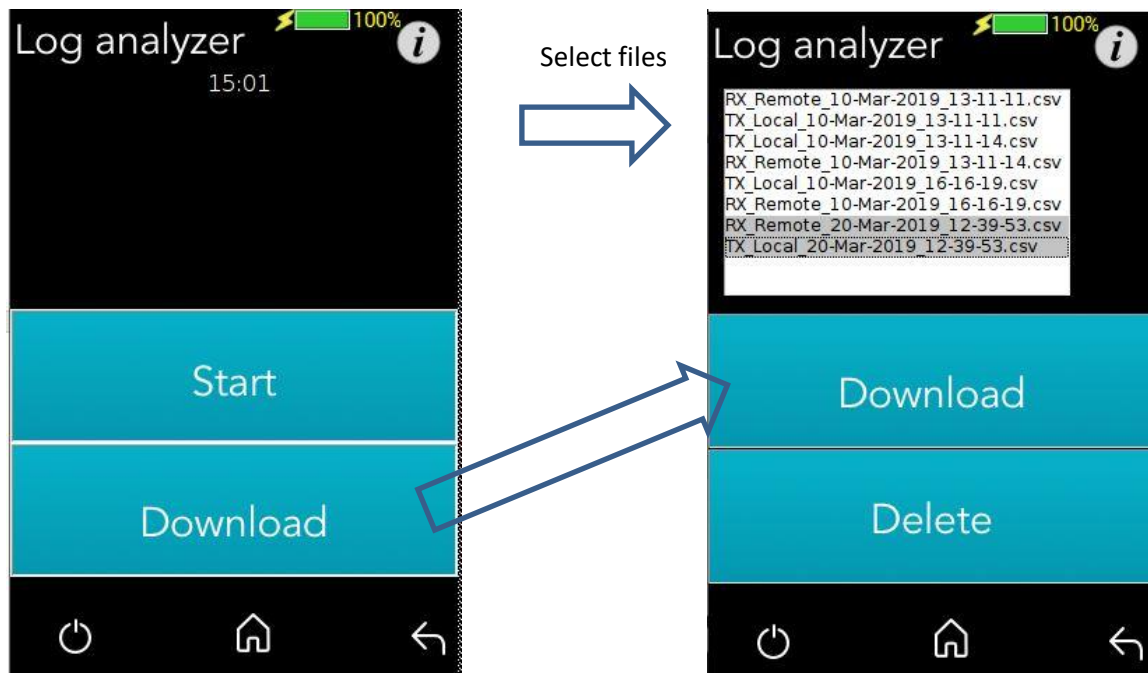 Log analyzer
100%
i
15:01
Start
Download
Select files
Log analyzer
100%
i
RX_Remote_10-Mar-2019_13-11-11.csv
TX_Local_10-Mar-2019_13-11-11.csv
TX_Local_10-Mar-2019_13-11-14.csv
RX_Remote_10-Mar-2019_13-11-14.csv
TX_Local_10-Mar-2019_16-16-19.csv
RX_Remote_10-Mar-2019_16-16-19.csv
RX_Remote_20-Mar-2019_12-39-53.csv
TX_Local_20-Mar-2019_12-39-53.csv
Download
Delete